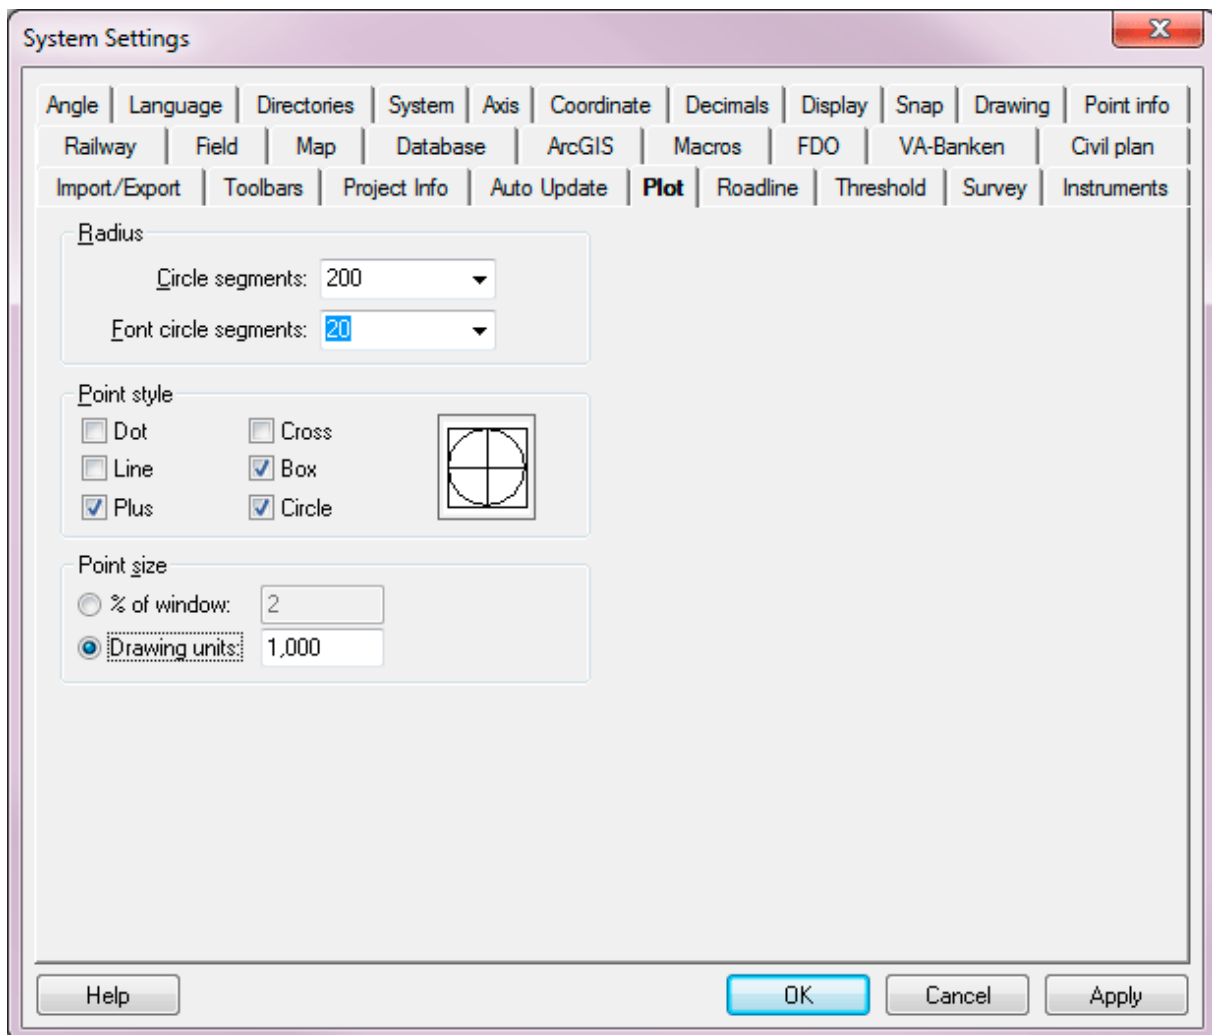 System Settings
Angle Language Directories System Axis Coordinate Decimals Display Snap Drawing Point info
Railway Field Map Database ArcGIS Macros FDO VA-Banken Civil plan
Import/Export Toolbars Project Info Auto Update Plot Roadline Threshold Survey Instruments
Radius
Circle segments: 200
Font circle segments: 20
Point style
Dot Cross
Line Box
Plus Circle
Point size
% of window: 2
Drawing units: 1,000
Help OK Cancel Apply